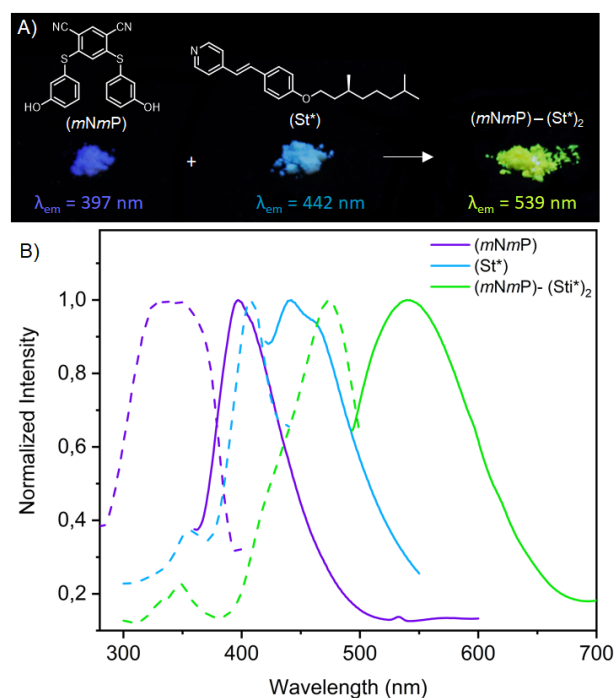 A)
CN CN
N
S S
HO HO
O
(mNmP)
(St*)
(mNmP)–(St*)₂
+
λem = 397 nm
λem = 442 nm
λem = 539 nm
B)
(mNmP)
(St*)
(mNmP)- (Sti*)₂
1,0
0,8
0,6
0,4
0,2
Normalized Intensity
300 400 500 600 700
Wavelength (nm)